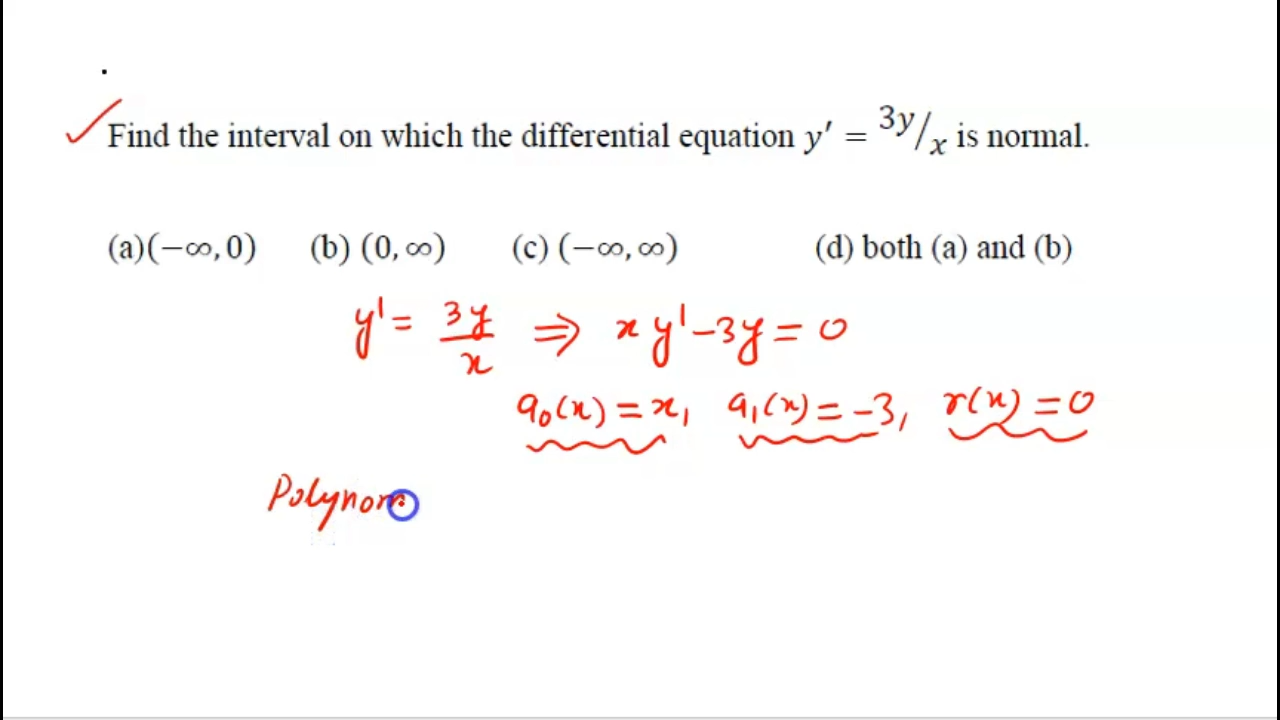 .
Find the interval on which the differential equation y′ = 3y/x is normal.
(a)(−∞, 0) (b) (0, ∞) (c) (−∞, ∞) (d) both (a) and (b)
y' = 3y/x ⇒ x y' − 3y = 0
a₀(x) = x, a₁(x) = −3, r(x) = 0
Polynom